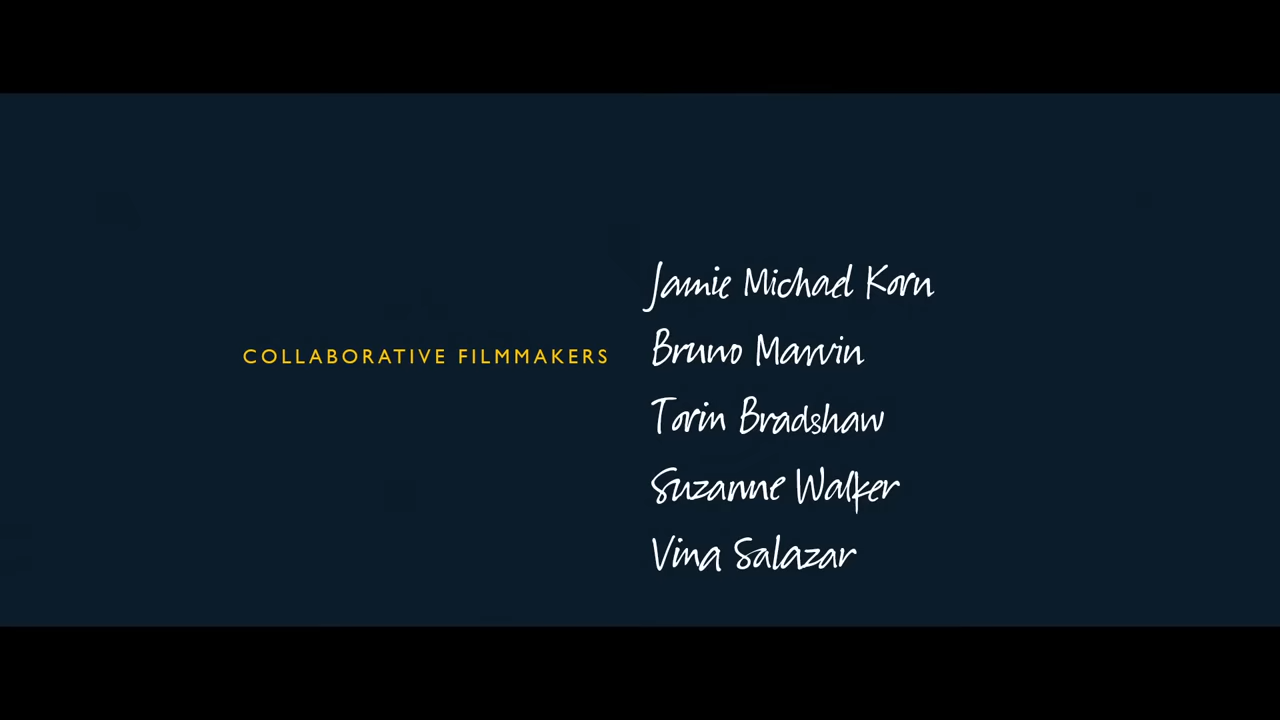 COLLABORATIVE FILMMAKERS
Jamie Michael Korn
Bruno Marvin
Torin Bradshaw
Suzanne Walker
Vina Salazar